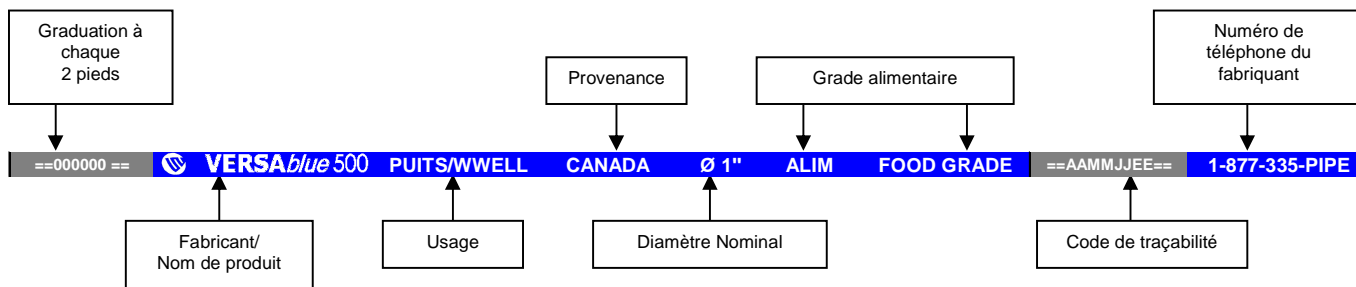 Graduation à
chaque
2 pieds
Provenance
Grade alimentaire
Numéro de
téléphone du
fabriquant
==000000 == VERSAblue 500 PUITS/WWELL CANADA Ø 1" ALIM FOOD GRADE ==AAMMJJEE== 1-877-335-PIPE
Fabricant/
Nom de produit
Usage
Diamètre Nominal
Code de traçabilité